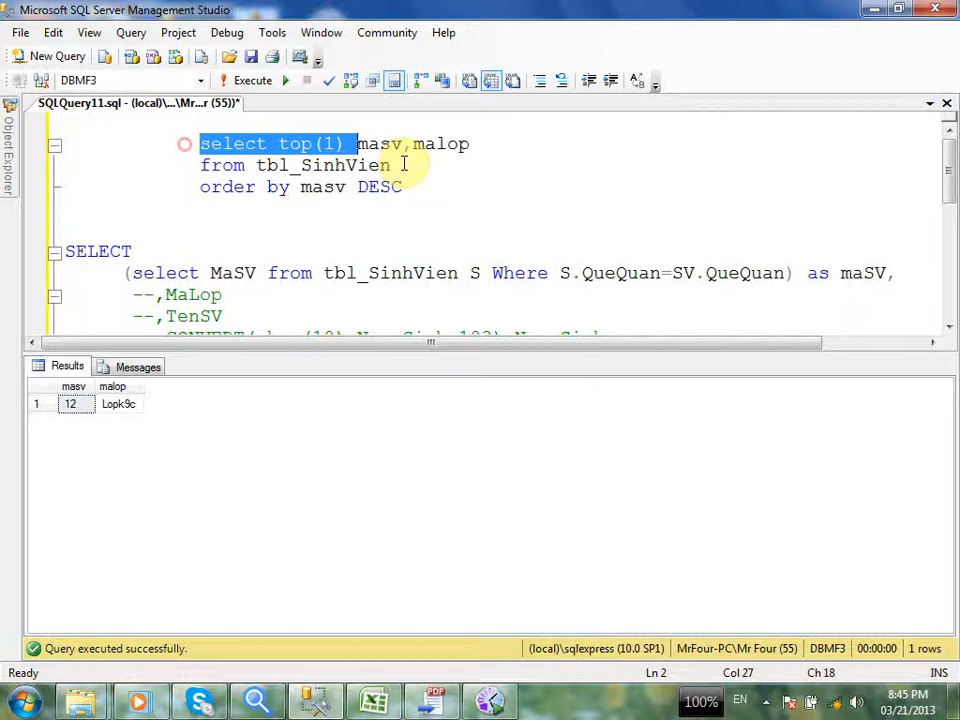 Microsoft SQL Server Management Studio
File Edit View Query Project Debug Tools Window Community Help
New Query
DBMF3 Execute
SQLQuery11.sql - (local)\...\Mr...r (55))*
Object Explorer
select top(1) masv,malop
from tbl_SinhVien
order by masv DESC
SELECT
(select MaSV from tbl_SinhVien S Where S.QueQuan=SV.QueQuan) as maSV,
--,MaLop
--,TenSV
Results Messages
masv malop
1 12 Lopk9c
Query executed successfully. (local)\sqlexpress (10.0 SP1) MrFour-PC\Mr Four (55) DBMF3 00:00:00 1 rows
Ready Ln 2 Col 27 Ch 18 INS
100% EN 8:45 PM
03/21/2013